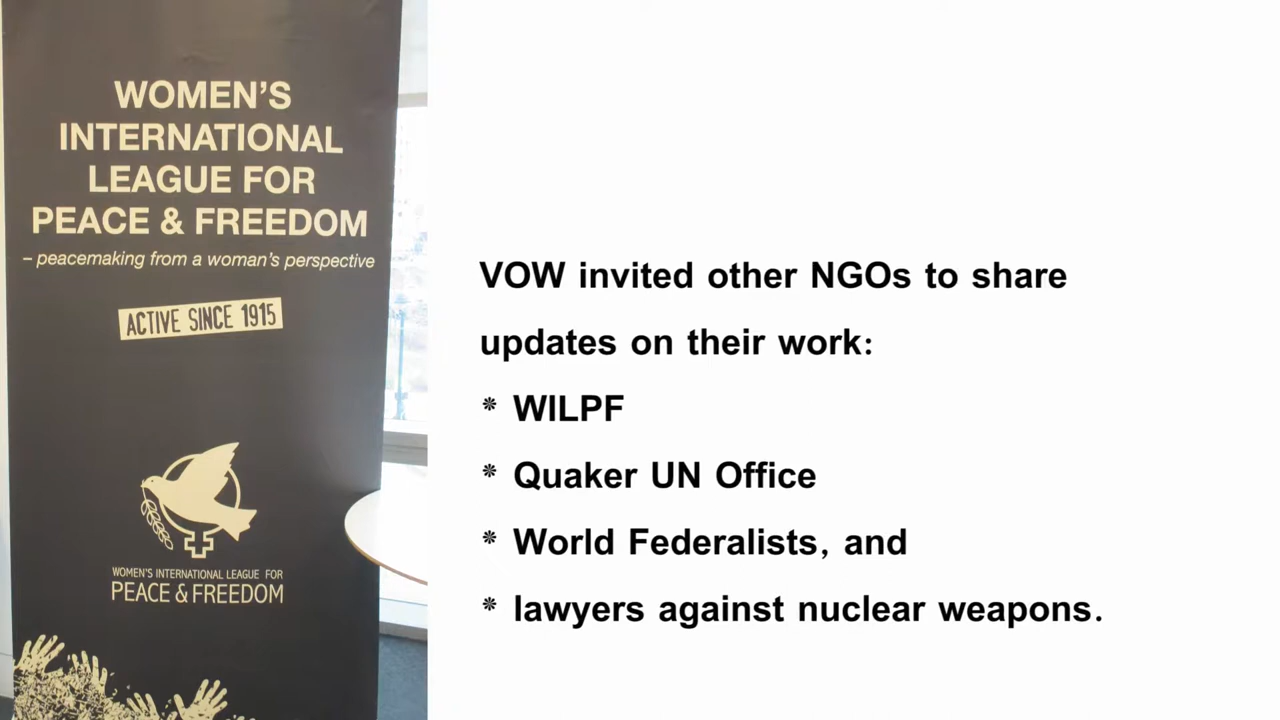 WOMEN'S
INTERNATIONAL
LEAGUE FOR
PEACE & FREEDOM
– peacemaking from a woman's perspective
ACTIVE SINCE 1915
WOMEN'S INTERNATIONAL LEAGUE FOR
PEACE & FREEDOM
VOW invited other NGOs to share
updates on their work:
* WILPF
* Quaker UN Office
* World Federalists, and
* lawyers against nuclear weapons.